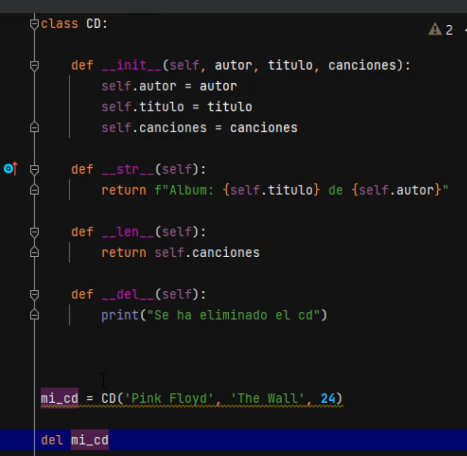 class CD:
2
def __init__(self, autor, titulo, canciones):
self.autor = autor
self.titulo = titulo
self.canciones = canciones
def __str__(self):
return f"Album: {self.titulo} de {self.autor}"
def __len__(self):
return self.canciones
def __del__(self):
print("Se ha eliminado el cd")
mi_cd = CD('Pink Floyd', 'The Wall', 24)
del mi_cd